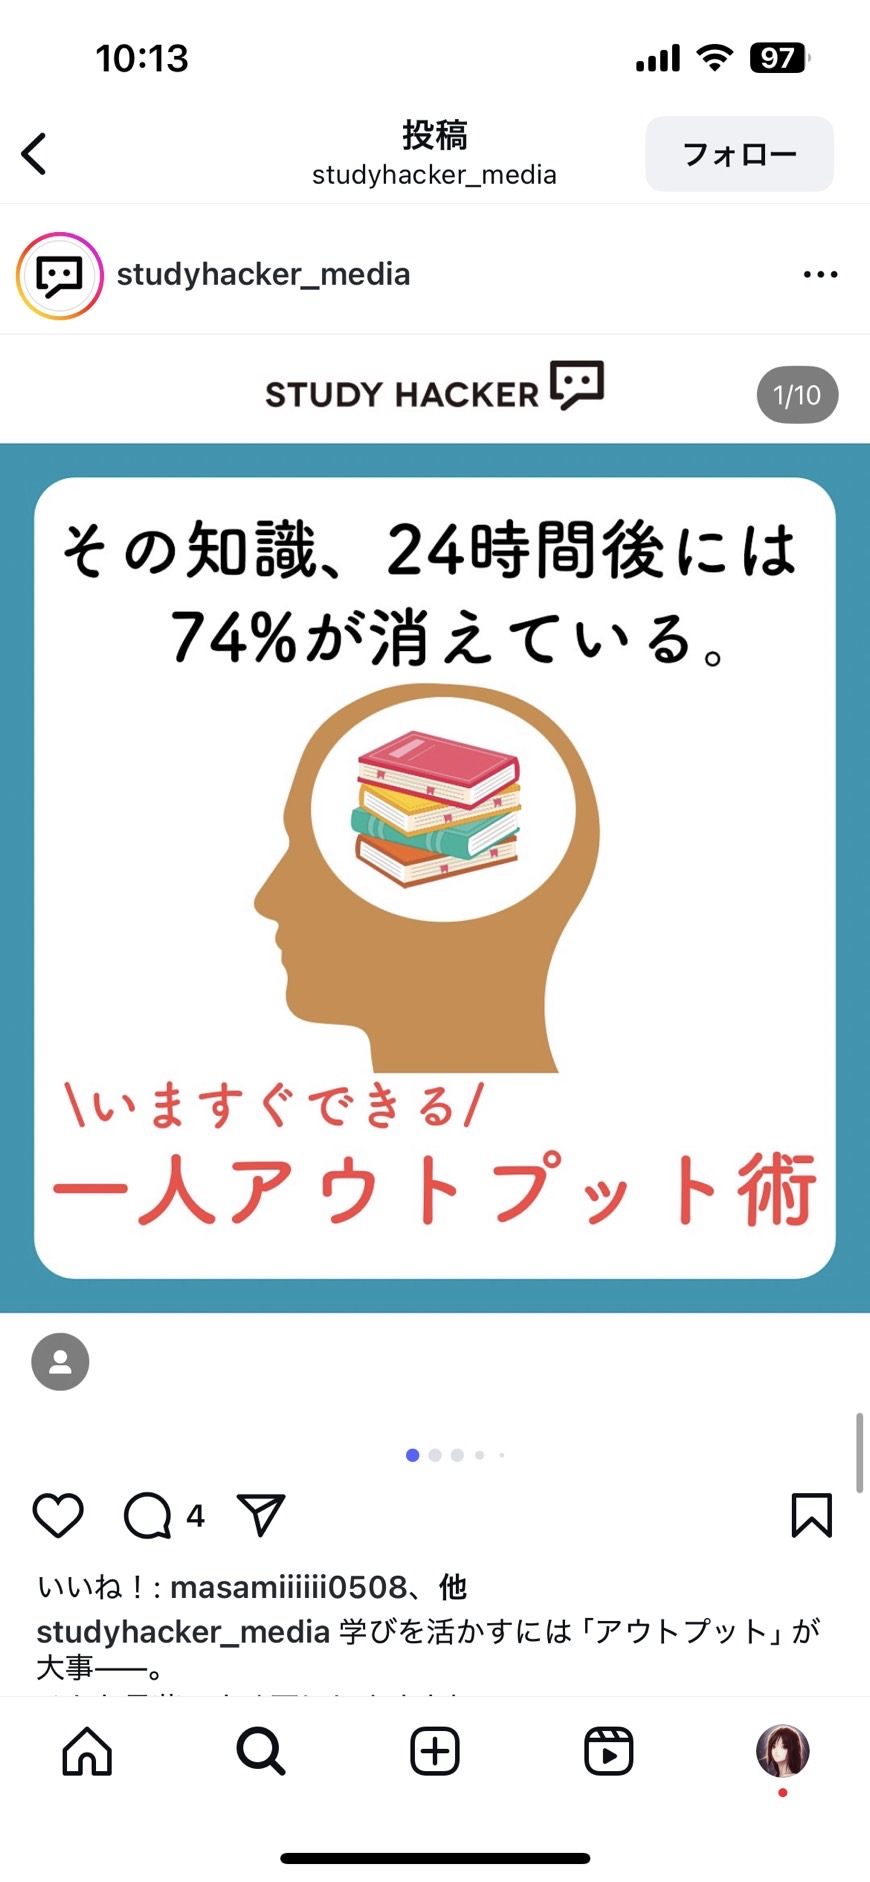 10:13
97
投稿
studyhacker_media
フォロー
studyhacker_media
STUDY HACKER
1/10
その知識、24時間後には
74%が消えている。
\いますぐできる/
一人アウトプット術
4
いいね！: masamiiiiiii0508、他
studyhacker_media 学びを活かすには「アウトプット」が
大事——。